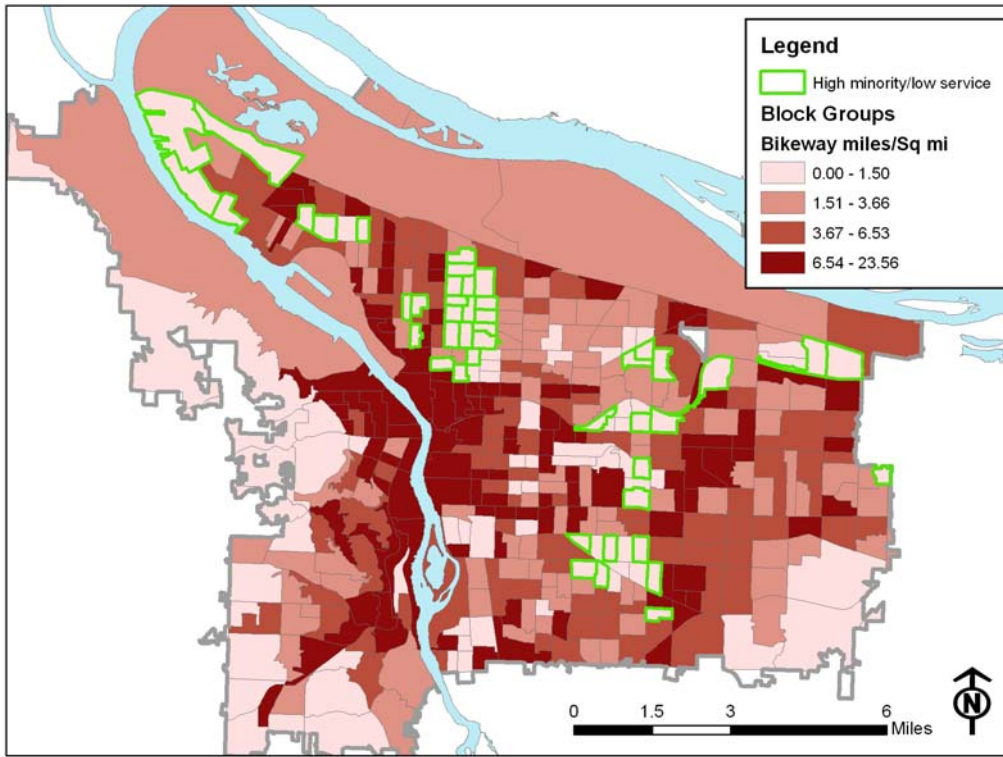 Legend
High minority/low service
Block Groups
Bikeway miles/Sq mi
0.00 - 1.50
1.51 - 3.66
3.67 - 6.53
6.54 - 23.56
N
0 1.5 3 6
Miles